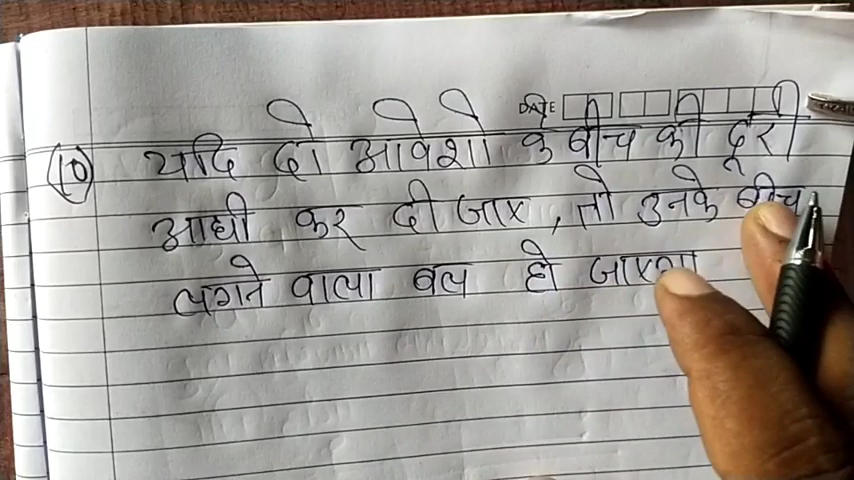 DATE
(10) यदि दो आवेशो के बीच की दूरी
आधी कर दी जाए, तो उनके बीच
लगने वाला बल हो जाएगा